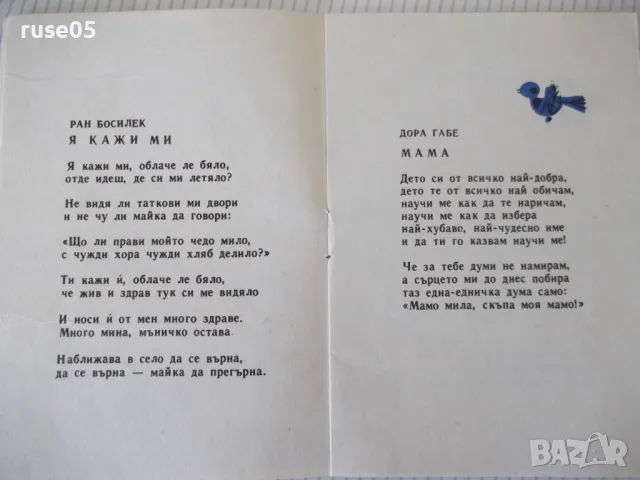 ruse05
РАН БОСИЛЕК
Я КАЖИ МИ
Я кажи ми, облаче ле бяло,
отде идеш, де си ми летяло?
Не видя ли таткови ми двори
и не чу ли майка да говори:
«Що ли прави мойто чедо мило,
с чужди хора чужди хляб делило?»
Ти кажи ѝ, облаче ле бяло,
че жив и здрав тук си ме видяло
И носи ѝ от мен много здраве.
Много мина, мъничко остава.
Наближава в село да се върна,
да се върна — майка да прегърна.
ДОРА ГАБЕ
МАМА
Дето си от всичко най-добра,
дето те от всичко най обичам,
научи ме как да те наричам,
научи ме как да избера
най-хубаво, най-чудесно име
и да ти го казвам научи ме!
Че за тебе думи не намирам,
а сърцето ми до днес побира
таз една-едничка дума само:
«Мамо мила, скъпа моя мамо!»
BAZAR
ruse05